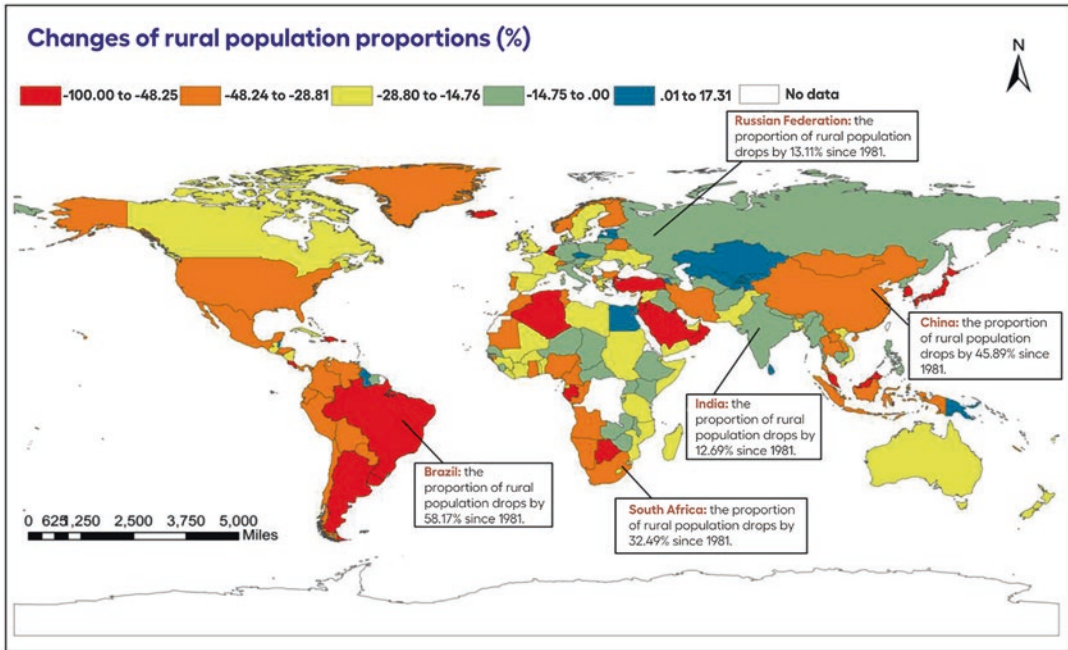 Changes of rural population proportions (%)
N
-100.00 to -48.25
-48.24 to -28.81
-28.80 to -14.76
-14.75 to .00
.01 to 17.31
No data
Russian Federation: the
proportion of rural population
drops by 13.11% since 1981.
China: the proportion
of rural population
drops by 45.89% since
1981.
India: the
proportion of rural
population drops by
12.69% since 1981.
Brazil: the
proportion of rural
population drops by
58.17% since 1981.
South Africa: the proportion
of rural population drops by
32.49% since 1981.
0 625 1,250 2,500 3,750 5,000
Miles